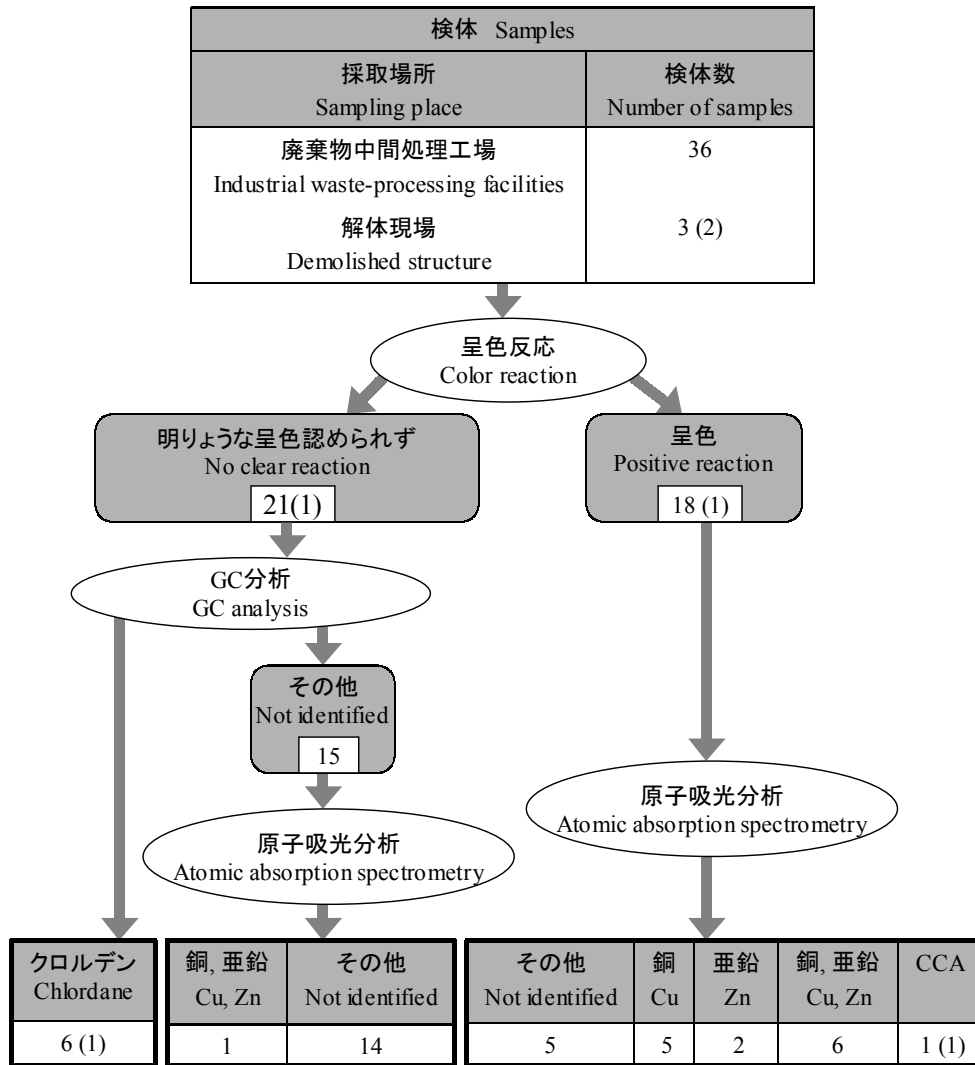 検体 Samples
採取場所
Sampling place
検体数
Number of samples
廃棄物中間処理工場
Industrial waste-processing facilities
36
解体現場
Demolished structure
3 (2)
呈色反応
Color reaction
明りょうな呈色認められず
No clear reaction
21(1)
呈色
Positive reaction
18 (1)
GC分析
GC analysis
その他
Not identified
15
原子吸光分析
Atomic absorption spectrometry
原子吸光分析
Atomic absorption spectrometry
クロルデン
Chlordane
6 (1)
銅, 亜鉛
Cu, Zn
1
その他
Not identified
14
その他
Not identified
5
銅
Cu
5
亜鉛
Zn
2
銅, 亜鉛
Cu, Zn
6
CCA
1 (1)